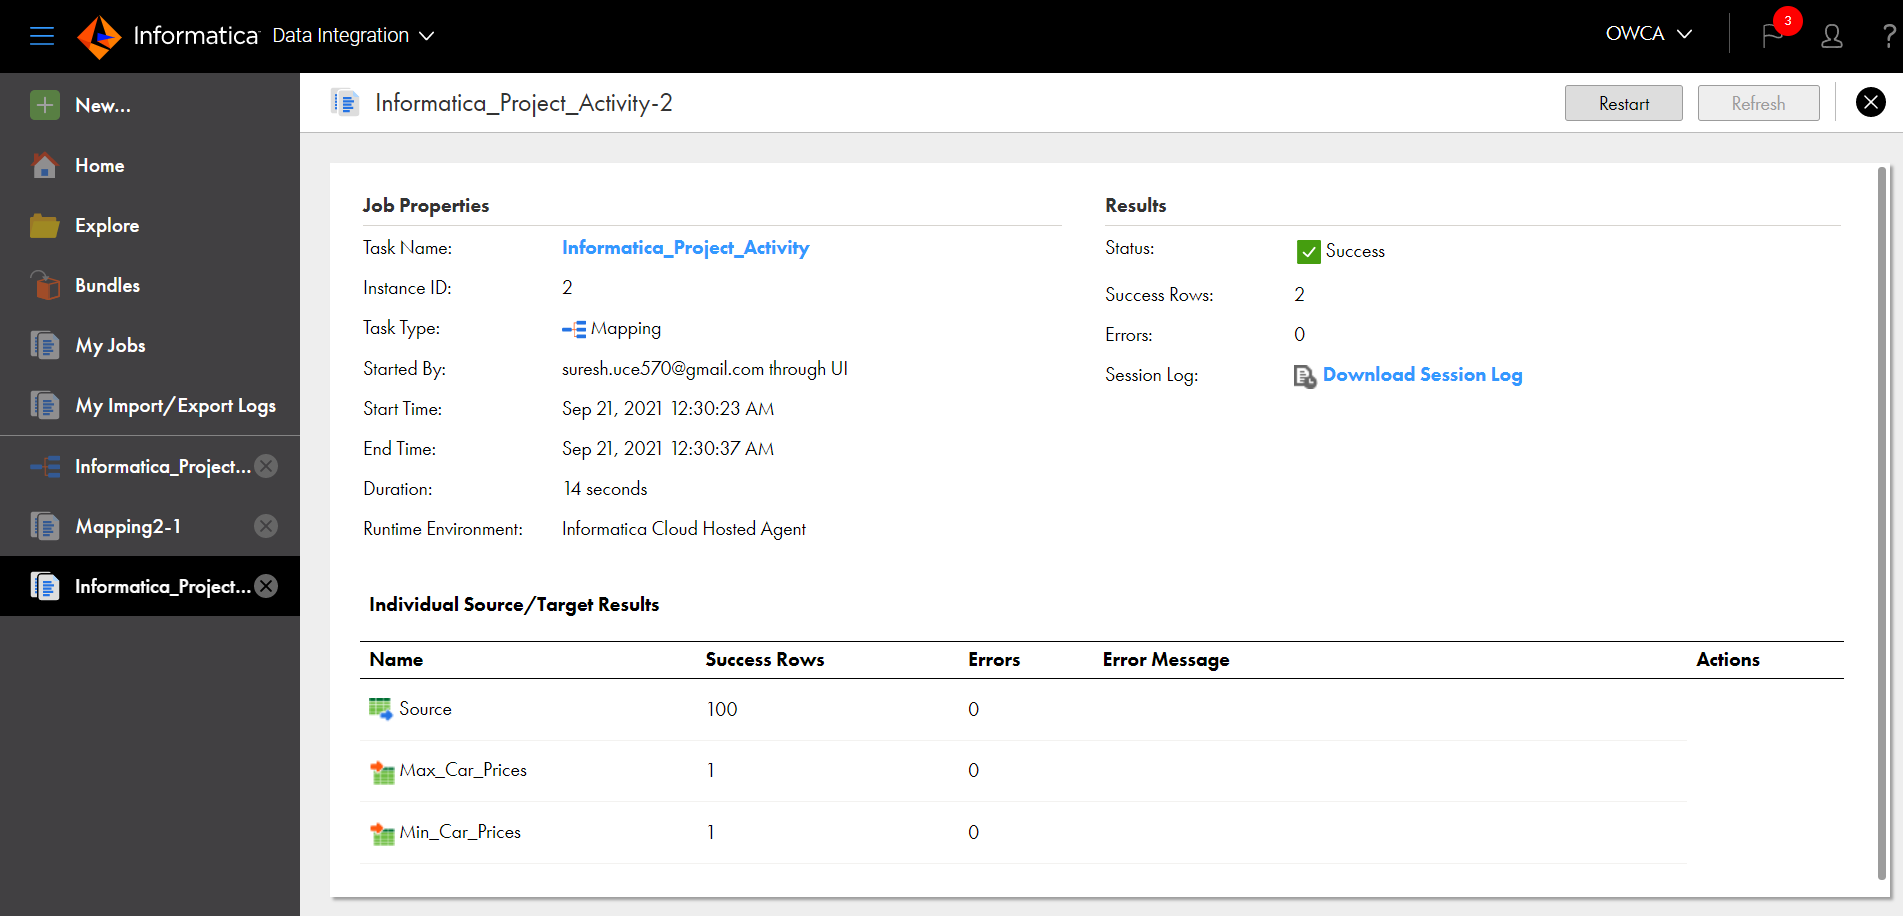 Informatica Data Integration
OWCA
3
?
New...
Home
Explore
Bundles
My Jobs
My Import/Export Logs
Informatica_Project...
Mapping2-1
Informatica_Project...
Informatica_Project_Activity-2
Restart
Refresh
Job Properties
Task Name: Informatica_Project_Activity
Instance ID: 2
Task Type: Mapping
Started By: suresh.uce570@gmail.com through UI
Start Time: Sep 21, 2021 12:30:23 AM
End Time: Sep 21, 2021 12:30:37 AM
Duration: 14 seconds
Runtime Environment: Informatica Cloud Hosted Agent
Results
Status: Success
Success Rows: 2
Errors: 0
Session Log: Download Session Log
Individual Source/Target Results
Name Success Rows Errors Error Message Actions
Source 100 0
Max_Car_Prices 1 0
Min_Car_Prices 1 0